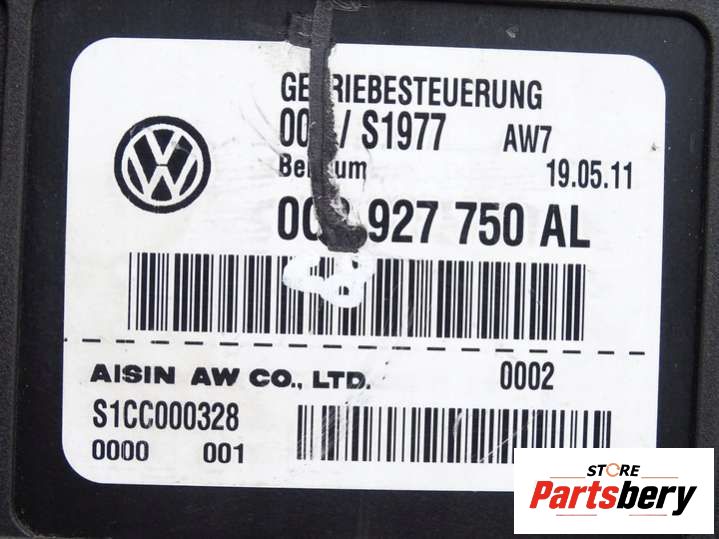 GETRIEBESTEUERUNG
/ S1977 AW7
19.05.11
927 750 AL
AISIN AW CO., LTD. 0002
S1CC000328
0000 001
STORE
Partsbery